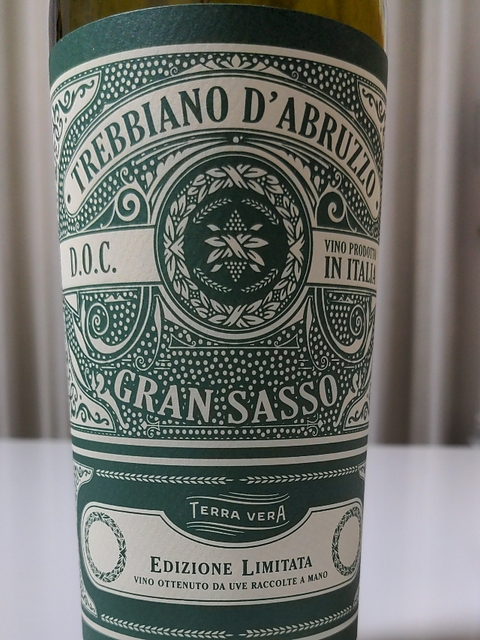 TREBBIANO D'ABRUZZO
D.O.C.
VINO PRODOTTO
IN ITALIA
GRAN SASSO
TERRA VERA
EDIZIONE LIMITATA
VINO OTTENUTO DA UVE RACCOLTE A MANO